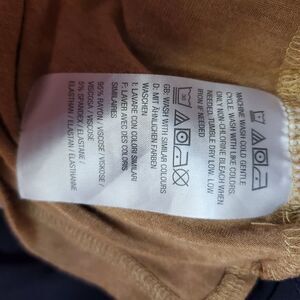 MACHINE WASH COLD GENTLE
CYCLE. WASH WITH LIKE COLORS.
ONLY NON-CHLORINE BLEACH WHEN
NEEDED. TUMBLE DRY LOW. LOW
IRON IF NEEDED
GB: WASH WITH SIMILAR COLOURS
D: MIT ÄHNLICHEN FARBEN
WASCHEN
I: LAVARE CON COLORI SIMILARI
F: LAVER AVEC DES COLORIS
SIMILAIRES
95% RAYON / VISCOSE / VISKOSE /
VISCOSA / VISCOSE
5% SPANDEX / ELASTANE /
ELASTHAN / ELASTAN / ELASTHANNE